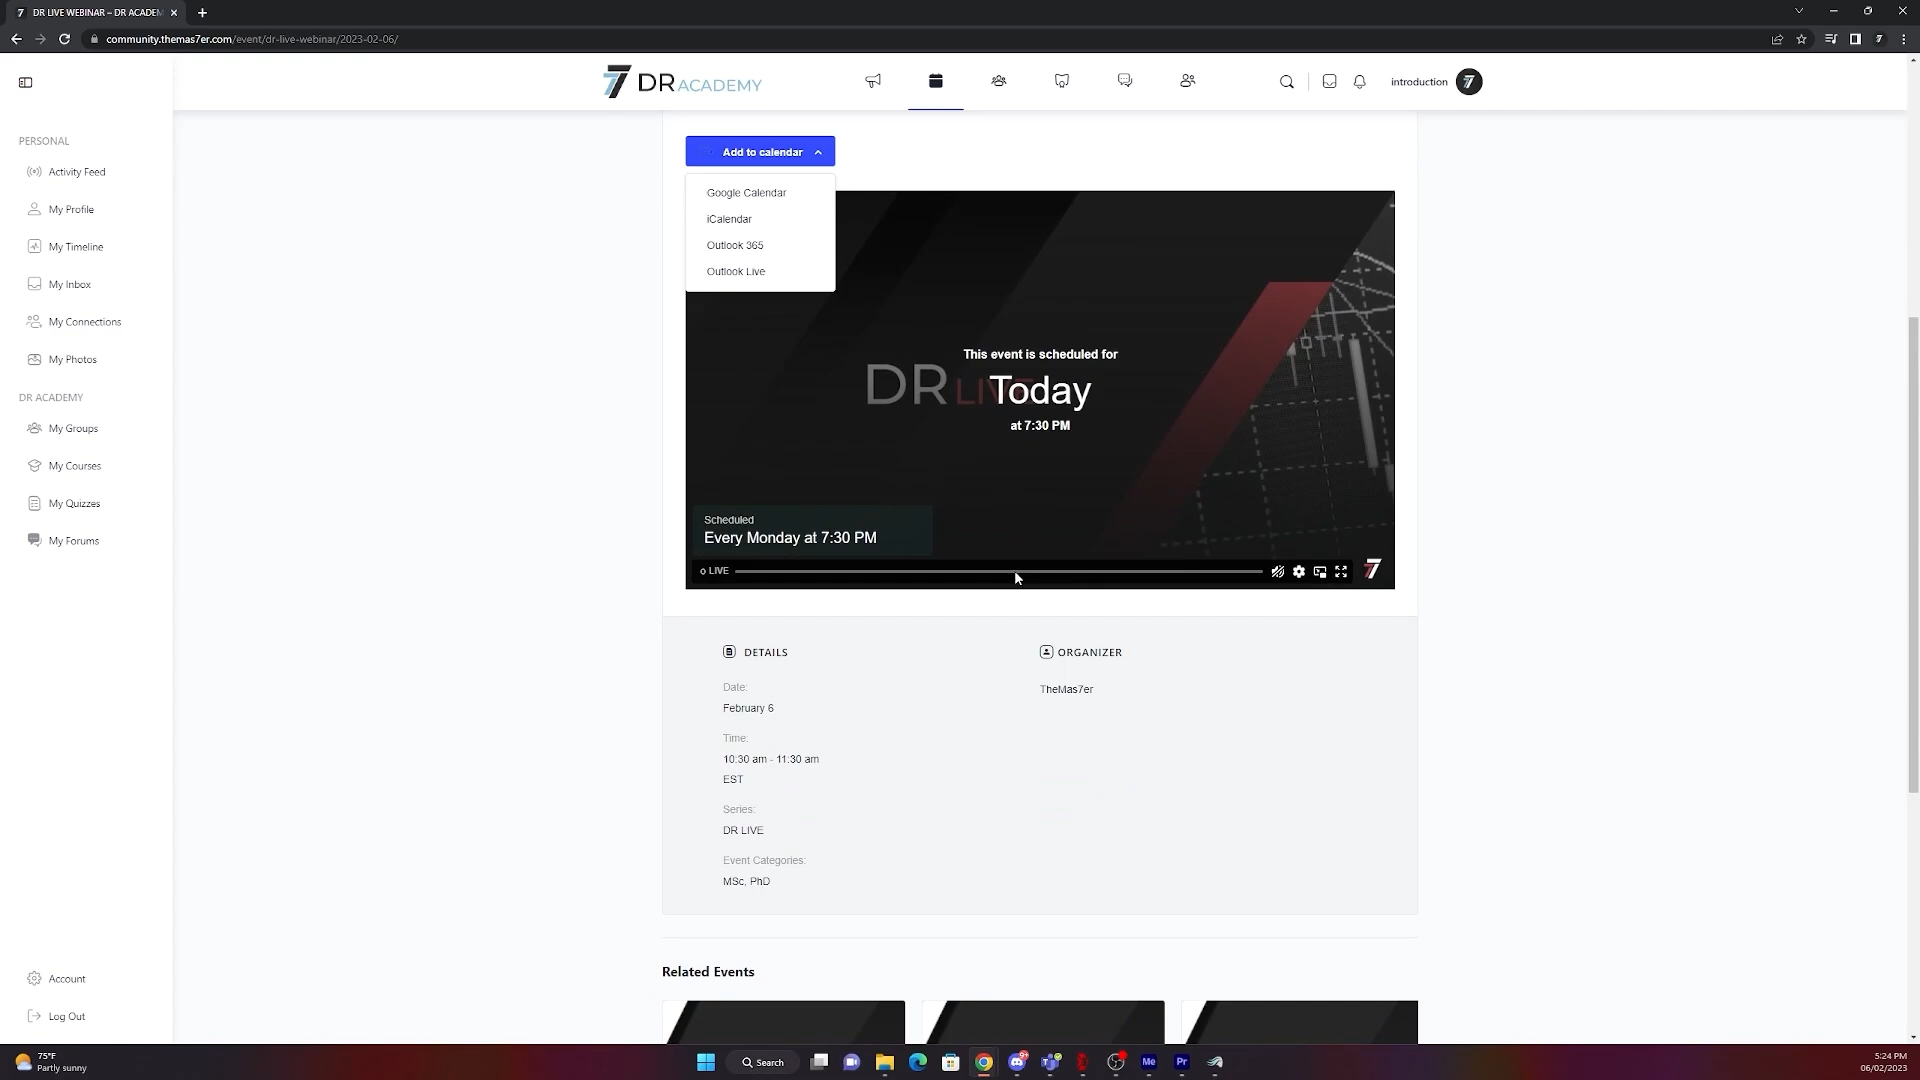 DR LIVE WEBINAR – DR ACADEM
community.themas7er.com/event/dr-live-webinar/2023-02-06/
DR ACADEMY
introduction
PERSONAL
Activity Feed
My Profile
My Timeline
My Inbox
My Connections
My Photos
DR ACADEMY
My Groups
My Courses
My Quizzes
My Forums
Account
Log Out
Add to calendar
Google Calendar
iCalendar
Outlook 365
Outlook Live
This event is scheduled for
DR LIVE
Today
at 7:30 PM
Scheduled
Every Monday at 7:30 PM
LIVE
DETAILS
Date:
February 6
Time:
10:30 am - 11:30 am
EST
Series:
DR LIVE
Event Categories:
MSc, PhD
ORGANIZER
TheMas7er
Related Events
75°F
Partly sunny
Search
Me
Pr
5:24 PM
06/02/2023